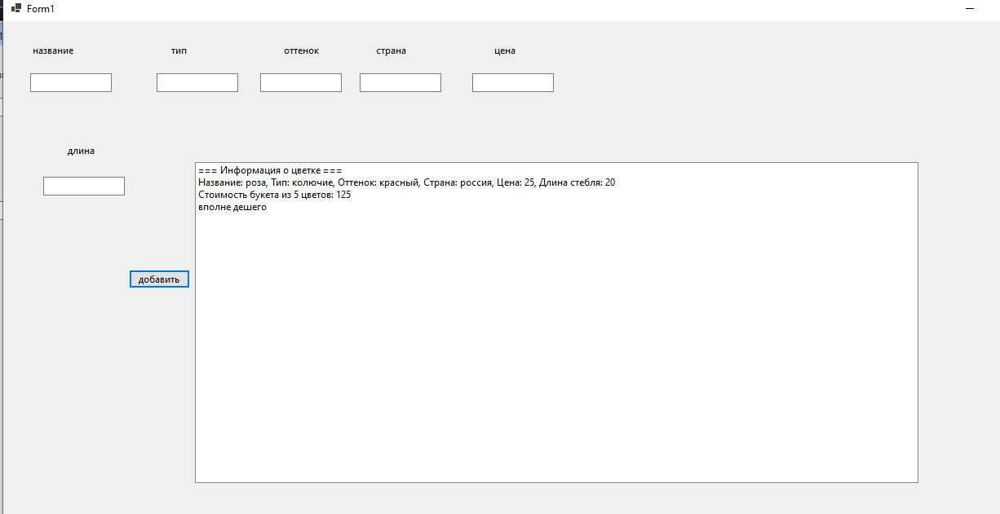 Form1
название тип оттенок страна цена
длина
=== Информация о цветке ===
Название: роза, Тип: колючие, Оттенок: красный, Страна: россия, Цена: 25, Длина стебля: 20
Стоимость букета из 5 цветов: 125
вполне дешего
добавить